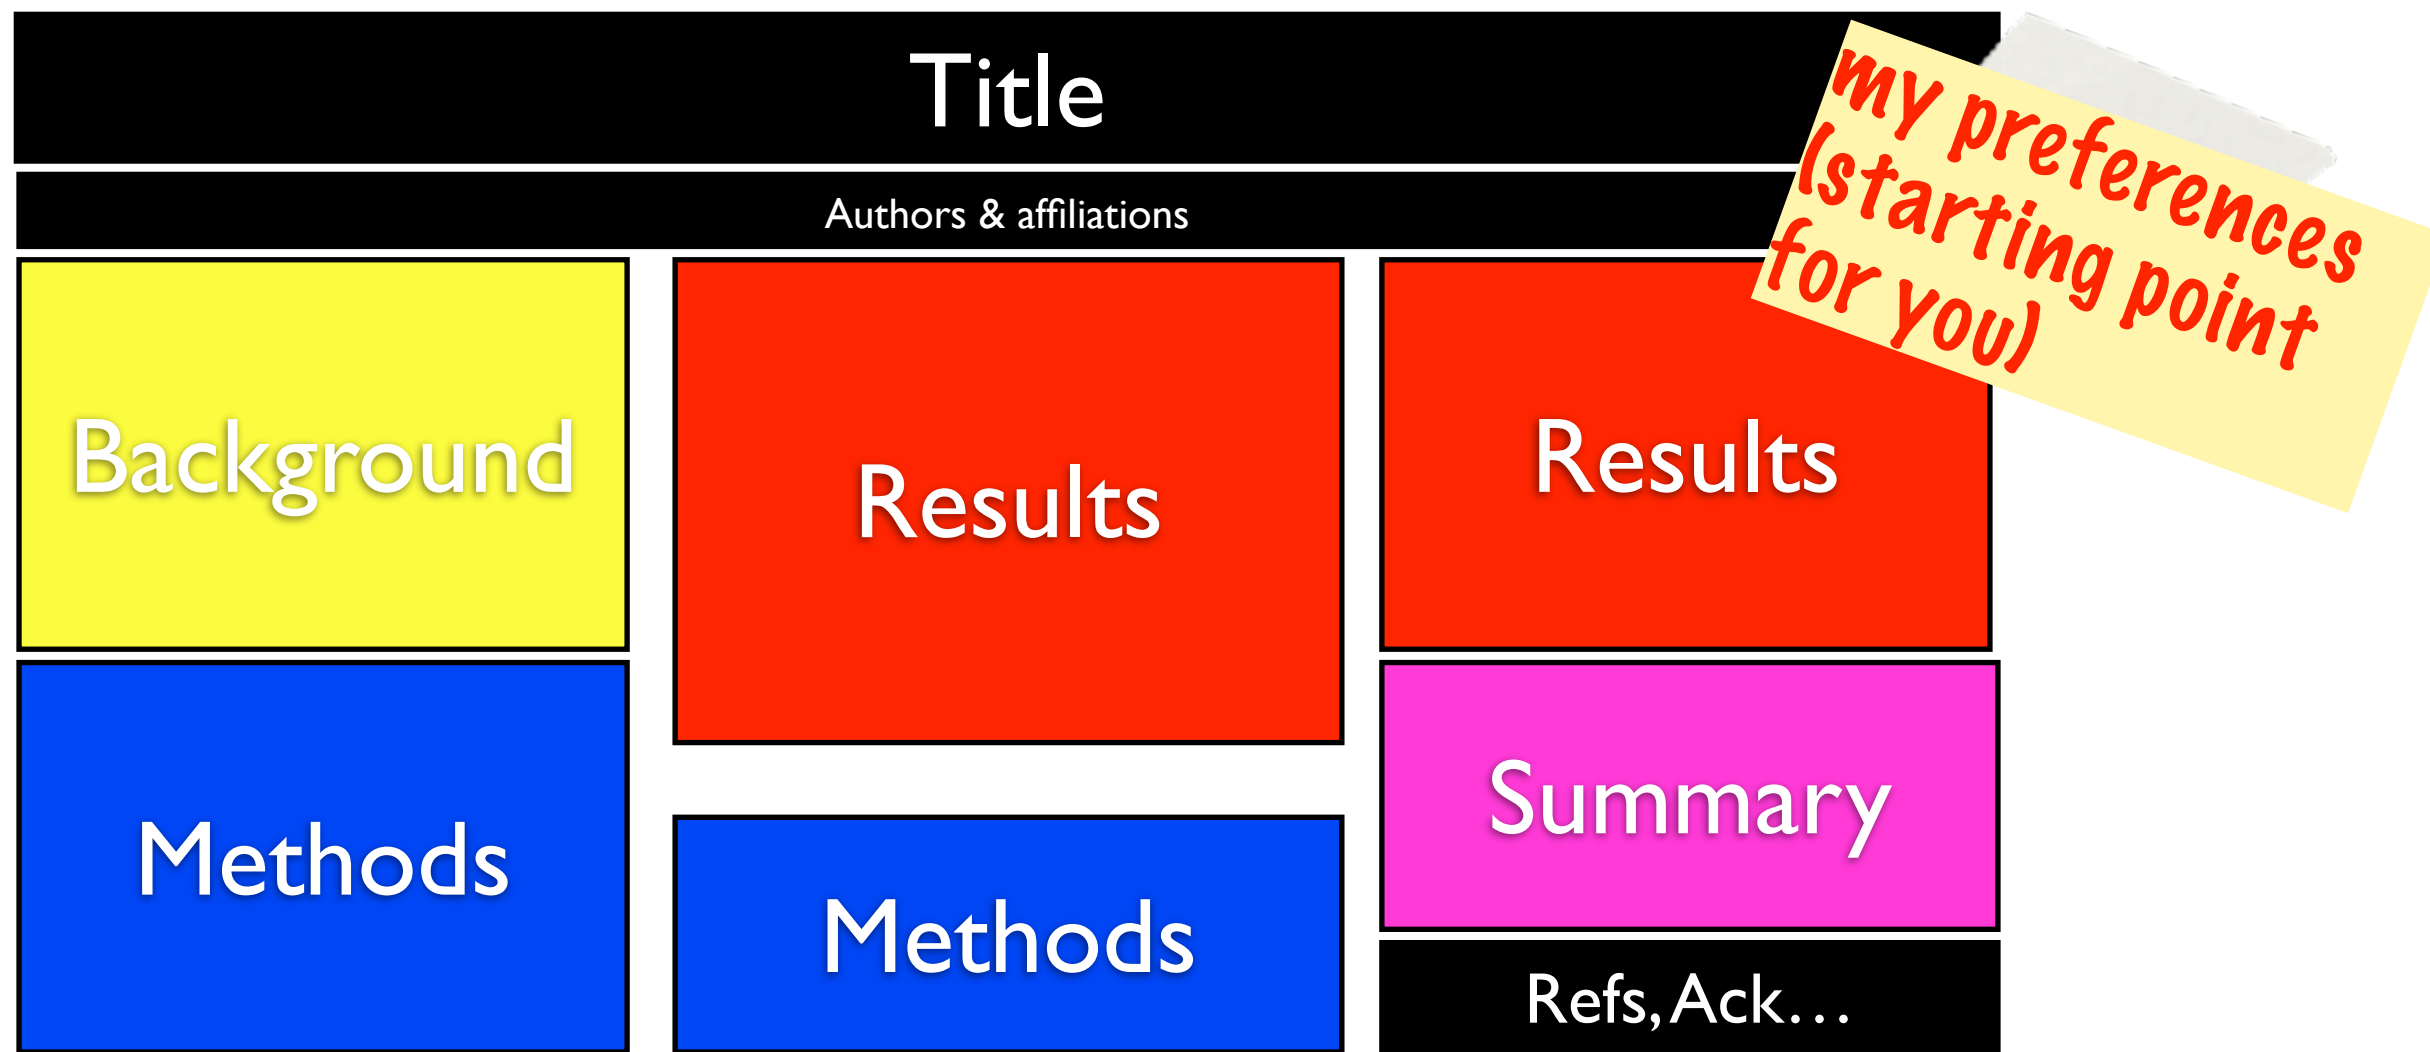 Title
Authors & affiliations
my preferences
(starting point
for you)
Background
Methods
Results
Methods
Results
Summary
Refs, Ack…